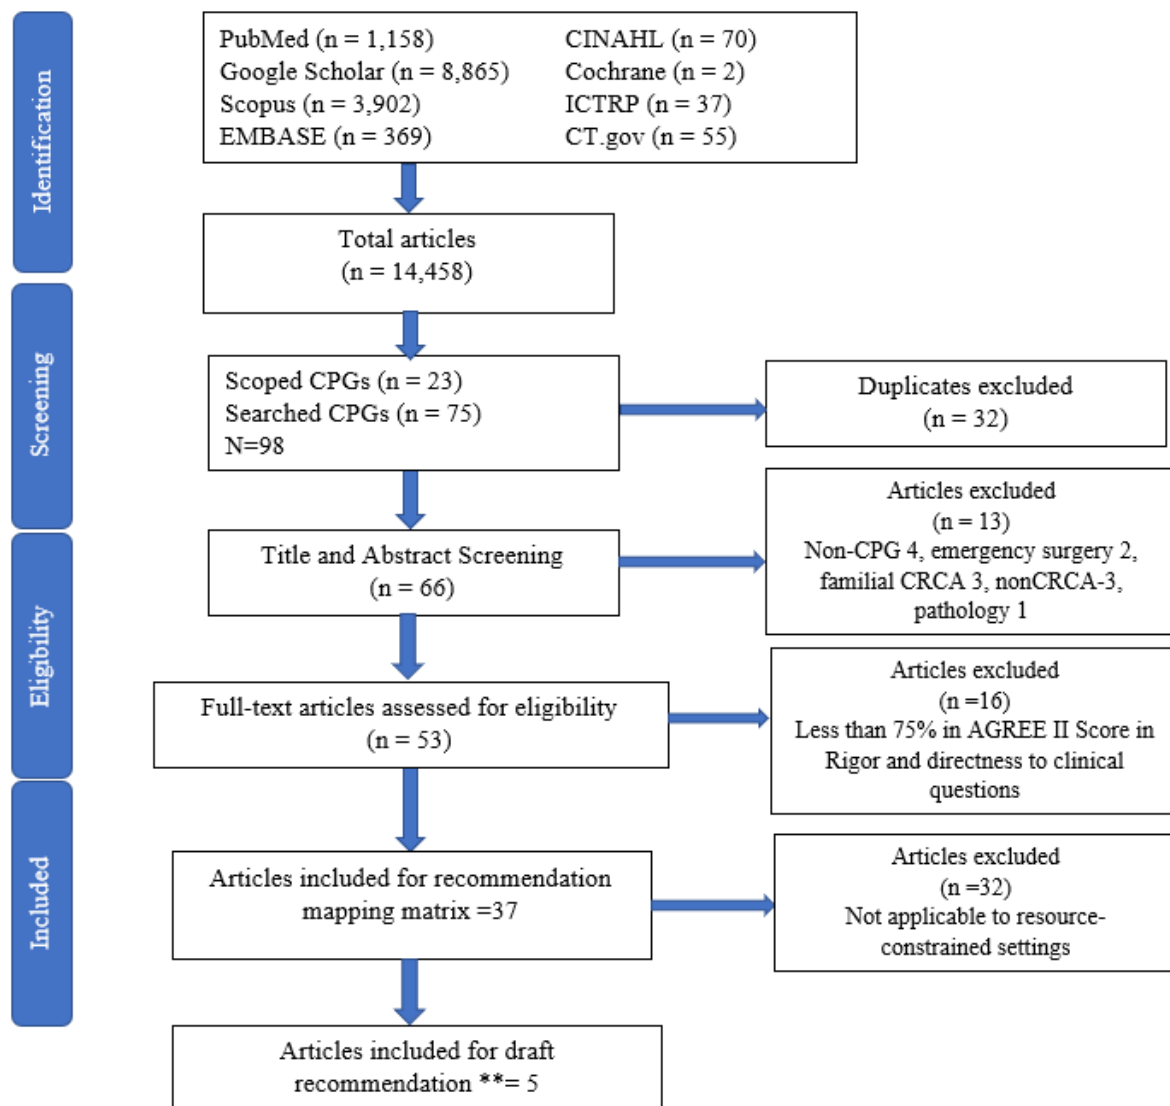 Identification
PubMed (n = 1,158)
Google Scholar (n = 8,865)
Scopus (n = 3,902)
EMBASE (n = 369)
CINAHL (n = 70)
Cochrane (n = 2)
ICTRP (n = 37)
CT.gov (n = 55)
Total articles
(n = 14,458)
Screening
Scoped CPGs (n = 23)
Searched CPGs (n = 75)
N=98
Duplicates excluded
(n = 32)
Title and Abstract Screening
(n = 66)
Articles excluded
(n = 13)
Non-CPG 4, emergency surgery 2,
familial CRCA 3, nonCRCA-3,
pathology 1
Eligibility
Full-text articles assessed for eligibility
(n = 53)
Articles excluded
(n =16)
Less than 75% in AGREE II Score in
Rigor and directness to clinical
questions
Included
Articles included for recommendation
mapping matrix =37
Articles excluded
(n =32)
Not applicable to resource-
constrained settings
Articles included for draft
recommendation **= 5